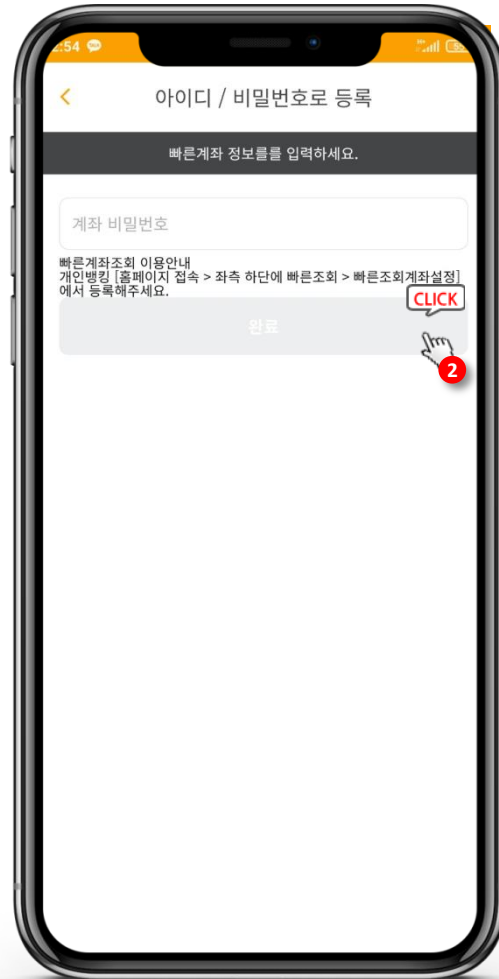 :54
아이디 / 비밀번호로 등록
빠른계좌 정보를를 입력하세요.
계좌 비밀번호
빠른계좌조회 이용안내
개인뱅킹 [홈페이지 접속 > 좌측 하단에 빠른조회 > 빠른조회계좌설정]
에서 등록해주세요.
CLICK
완료
2